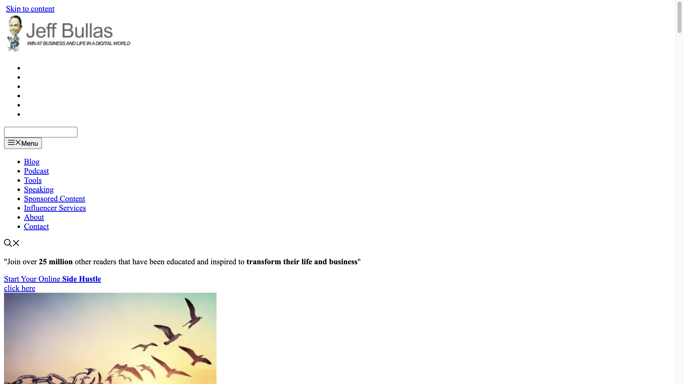 Skip to content
Jeff Bullas
WIN AT BUSINESS AND LIFE IN A DIGITAL WORLD
Menu
Blog
Podcast
Tools
Speaking
Sponsored Content
Influencer Services
About
Contact
"Join over 25 million other readers that have been educated and inspired to transform their life and business"
Start Your Online Side Hustle
click here